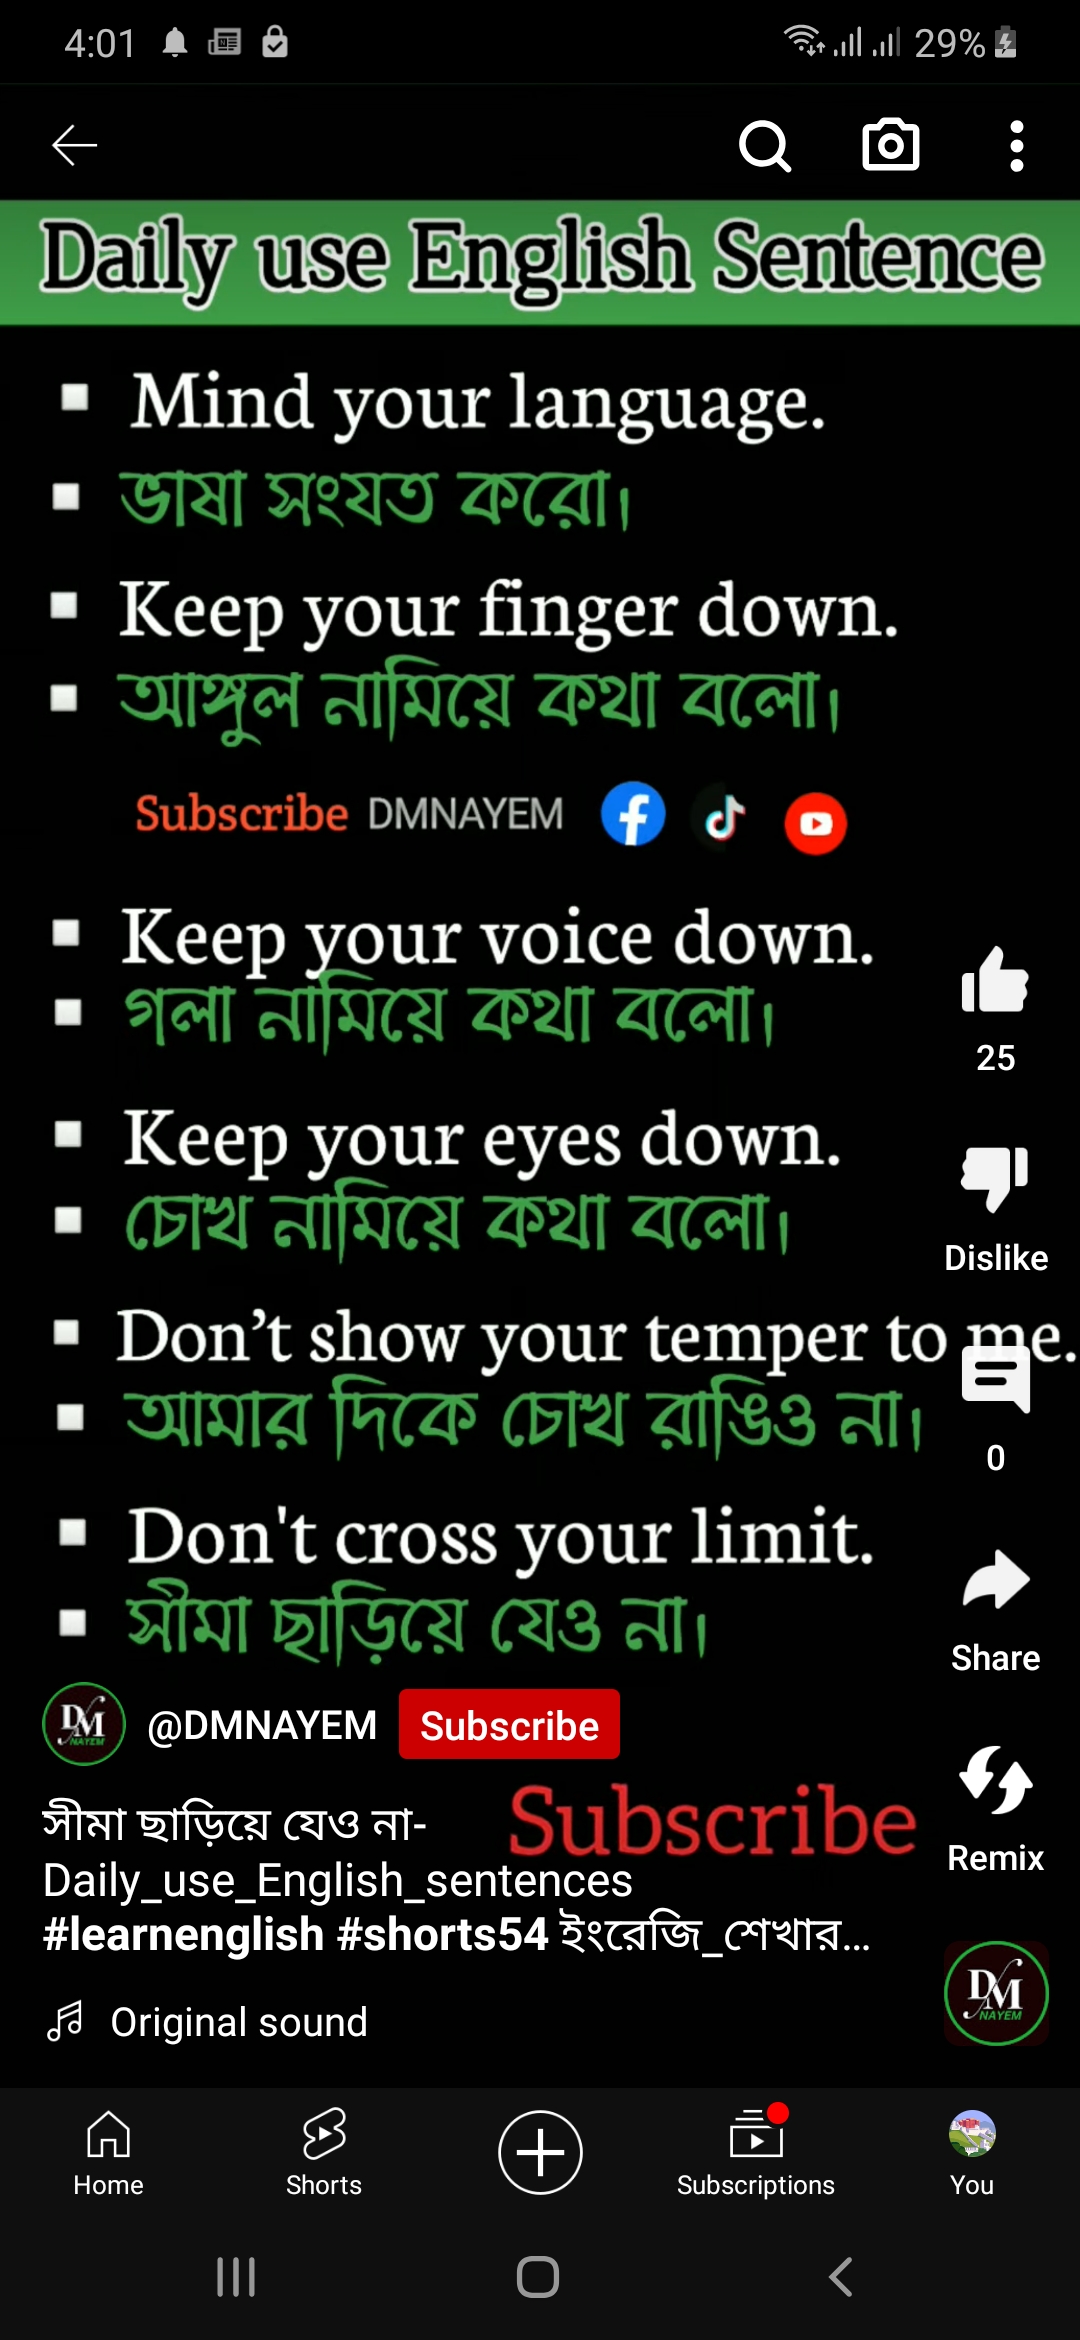 4:01 29%
Daily use English Sentence
Mind your language.
ভাষা সংযত করো।
Keep your finger down.
আঙ্গুল নামিয়ে কথা বলো।
Subscribe DMNAYEM
Keep your voice down.
গলা নামিয়ে কথা বলো।
25
Keep your eyes down.
চোখ নামিয়ে কথা বলো।
Dislike
Don’t show your temper to me.
আমার দিকে চোখ রাঙিও না।
0
Don't cross your limit.
সীমা ছাড়িয়ে যেও না।
Share
DM NAYEM @DMNAYEM Subscribe
সীমা ছাড়িয়ে যেও না-
Subscribe
Remix
Daily_use_English_sentences
#learnenglish #shorts54 ইংরেজি_শেখার...
DM
NAYEM
Original sound
Home Shorts Subscriptions You